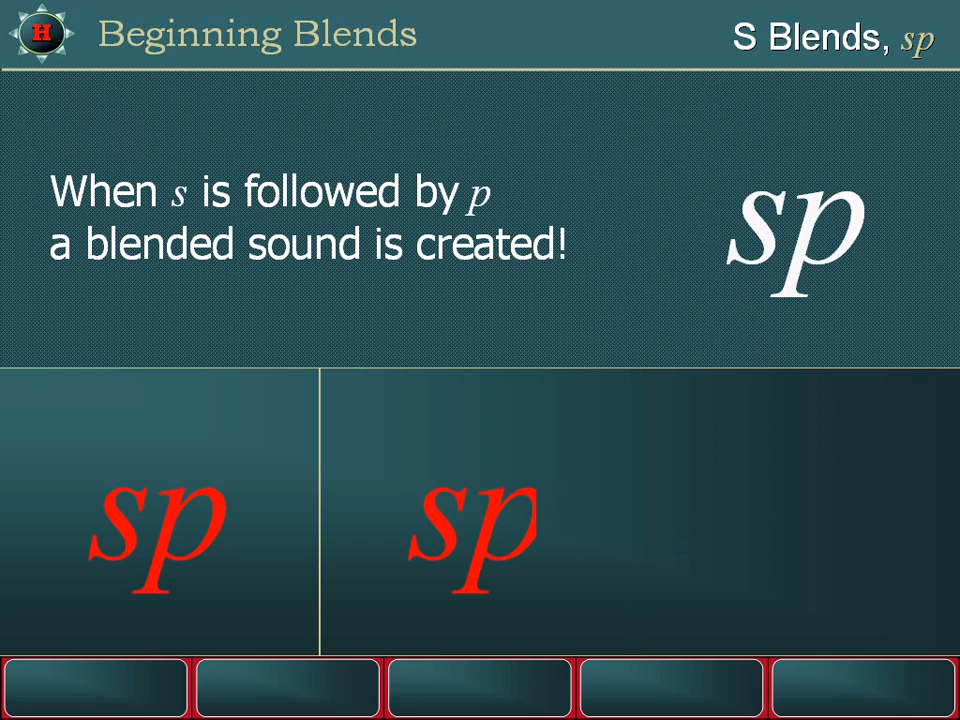 H
Beginning Blends
S Blends, sp
When s is followed by p
a blended sound is created!
sp
sp
sp